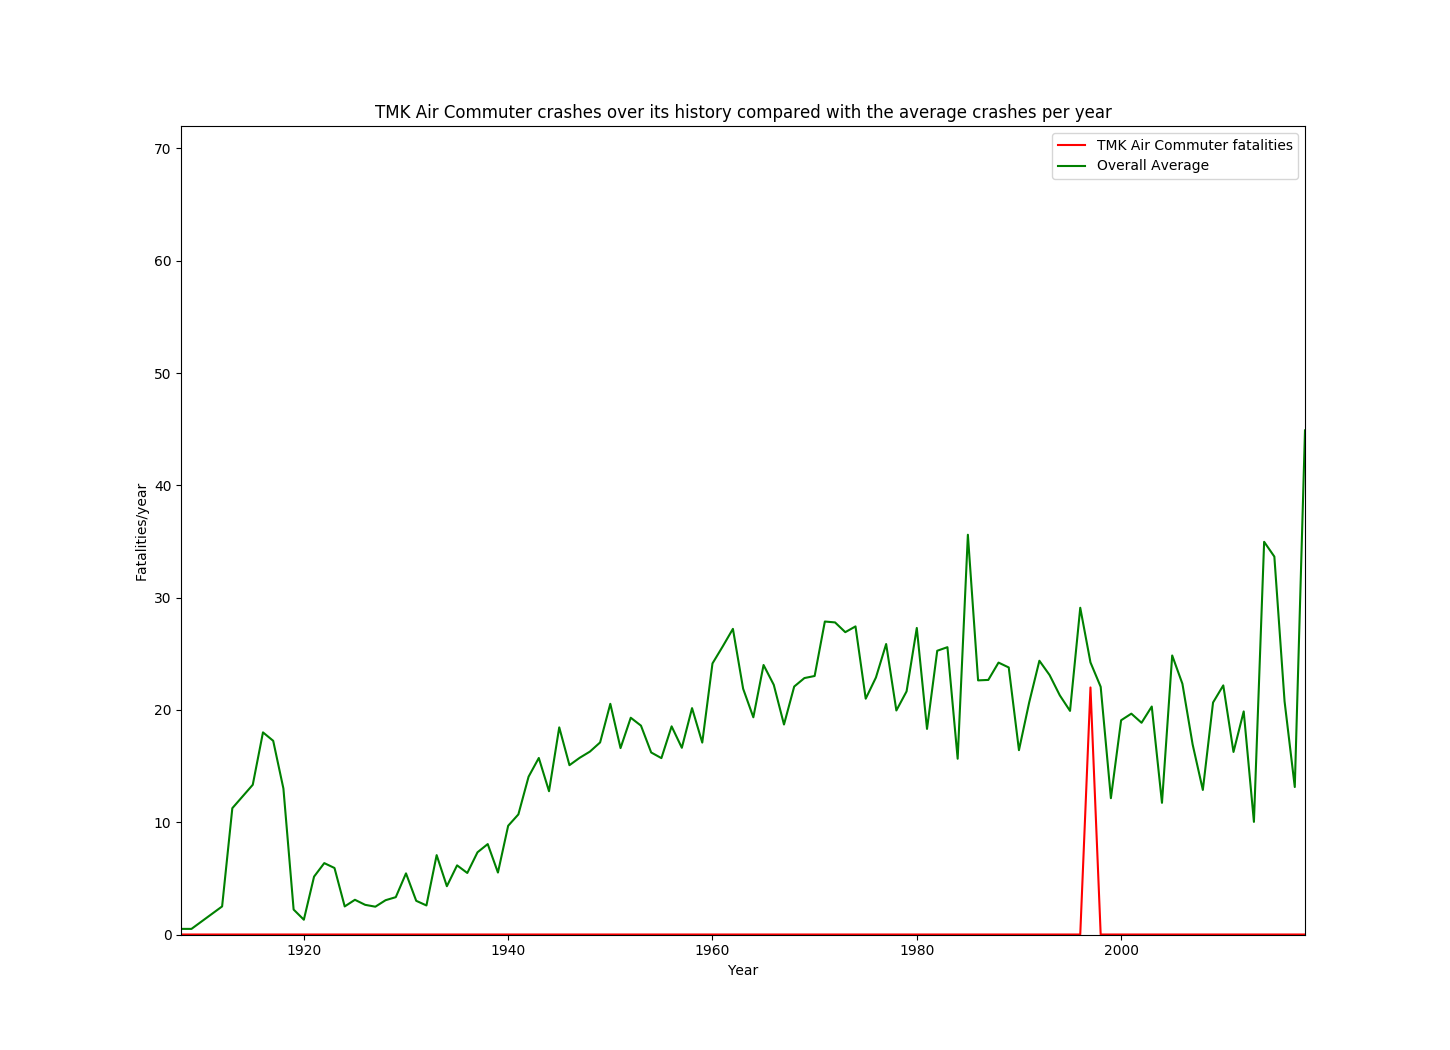 TMK Air Commuter crashes over its history compared with the average crashes per year
TMK Air Commuter fatalities
Overall Average
70
60
50
40
30
20
10
0
Fatalities/year
1920 1940 1960 1980 2000
Year